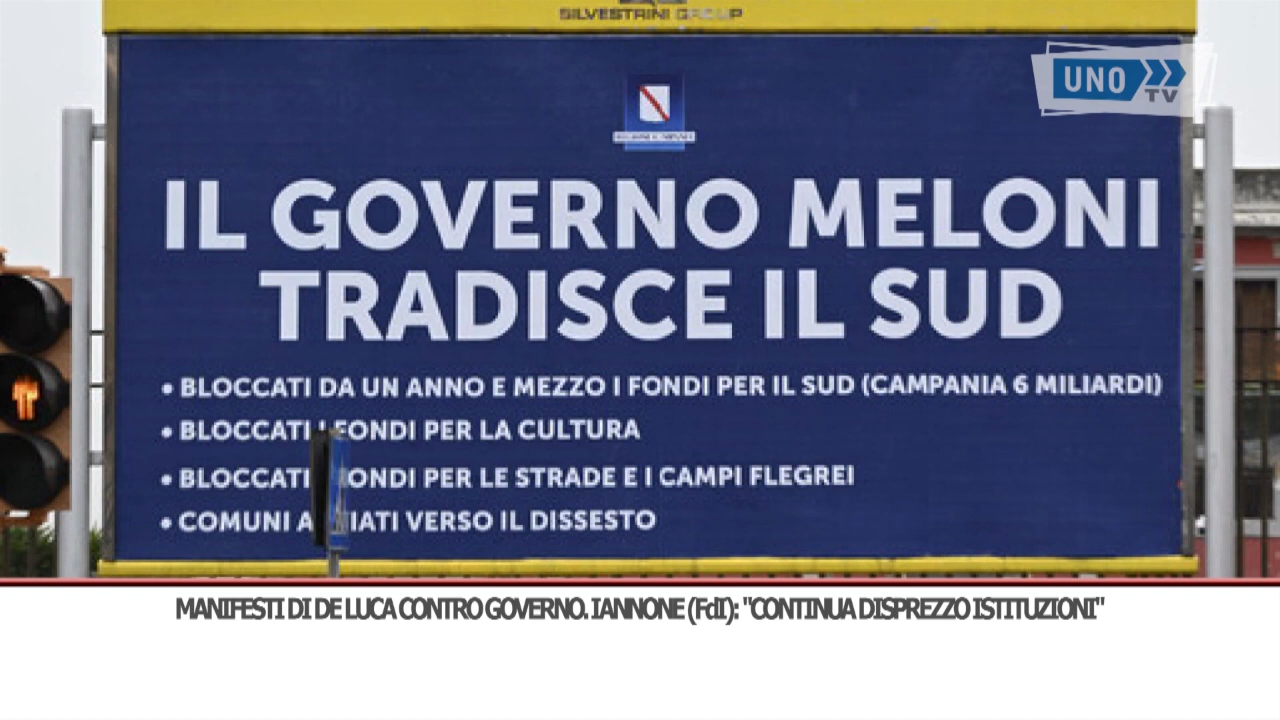 SILVESTRINI GROUP
UNO
TV
IL GOVERNO MELONI
TRADISCE IL SUD
• BLOCCATI DA UN ANNO E MEZZO I FONDI PER IL SUD (CAMPANIA 6 MILIARDI)
• BLOCCATI I FONDI PER LA CULTURA
• BLOCCATI FONDI PER LE STRADE E I CAMPI FLEGREI
• COMUNI VERSO IL DISSESTO
MANIFESTI DI DE LUCA CONTRO GOVERNO. IANNONE (FdI): "CONTINUA DISPREZZO ISTITUZIONI"